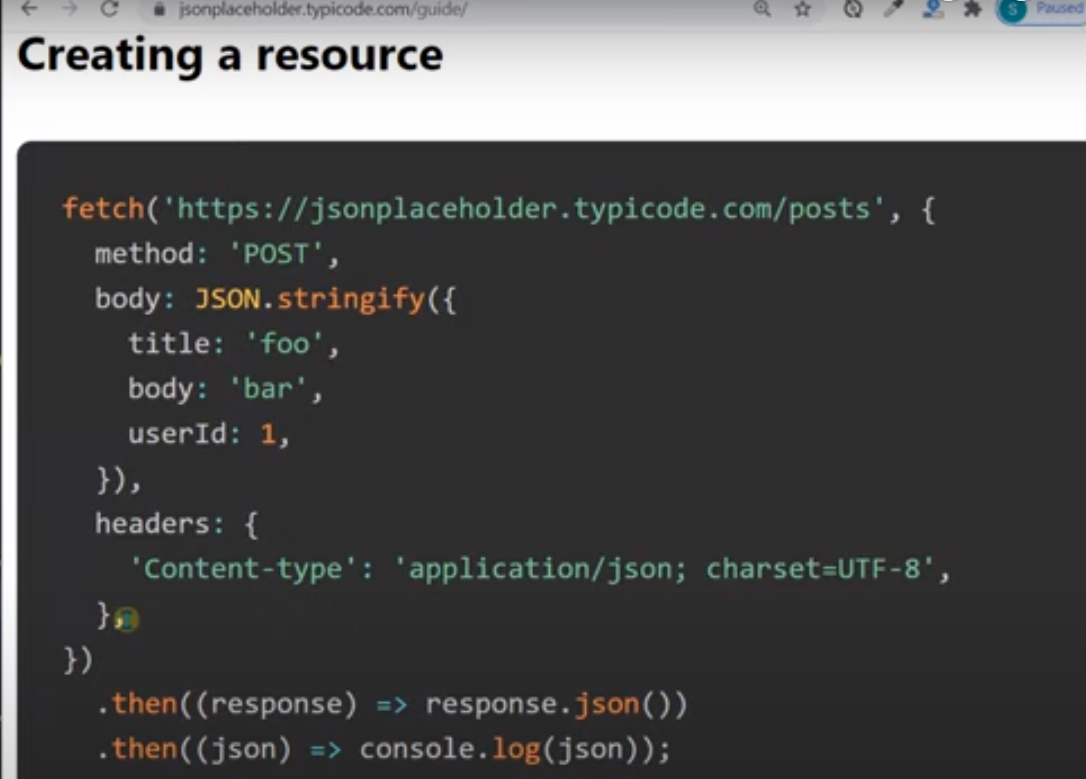 jsonplaceholder.typicode.com/guide/
S
Paused
Creating a resource
fetch('https://jsonplaceholder.typicode.com/posts', {
  method: 'POST',
  body: JSON.stringify({
    title: 'foo',
    body: 'bar',
    userId: 1,
  }),
  headers: {
    'Content-type': 'application/json; charset=UTF-8',
  },
})
  .then((response) => response.json())
  .then((json) => console.log(json));